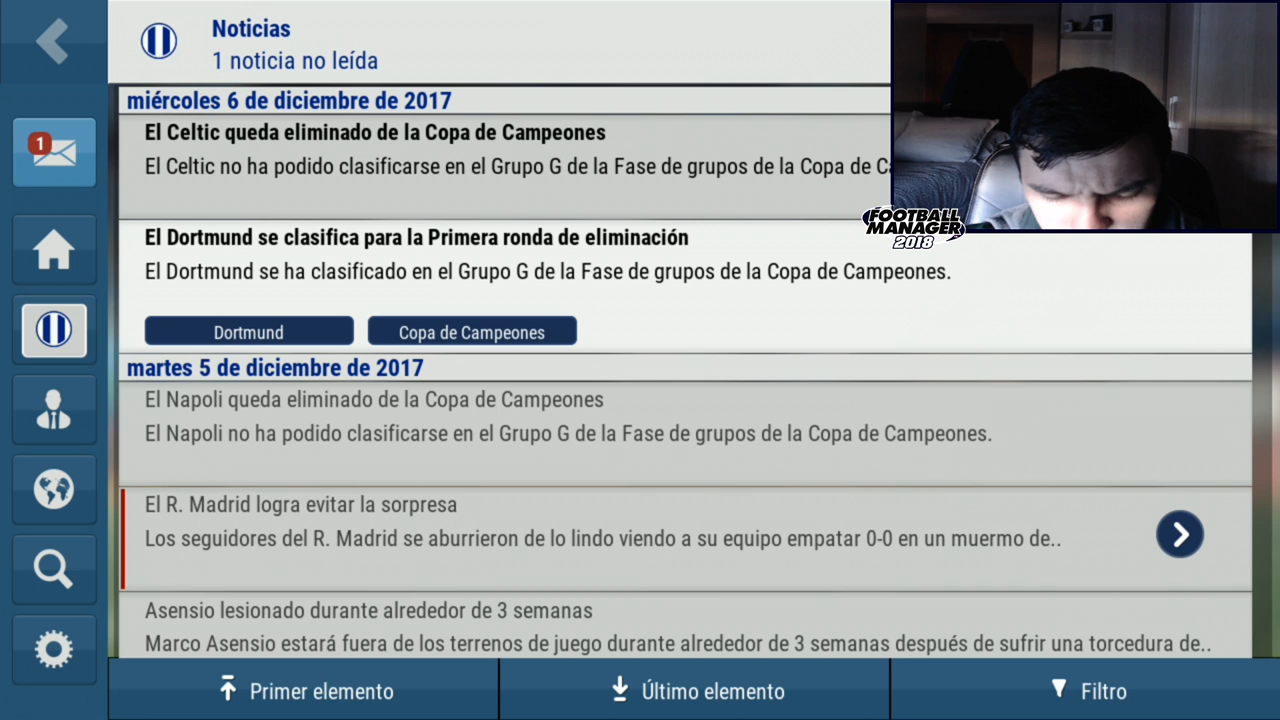 Noticias
1 noticia no leída
miércoles 6 de diciembre de 2017
El Celtic queda eliminado de la Copa de Campeones
El Celtic no ha podido clasificarse en el Grupo G de la Fase de grupos de la Copa de
FOOTBALL
MANAGER
2018
1
El Dortmund se clasifica para la Primera ronda de eliminación
El Dortmund se ha clasificado en el Grupo G de la Fase de grupos de la Copa de Campeones.
Dortmund
Copa de Campeones
martes 5 de diciembre de 2017
El Napoli queda eliminado de la Copa de Campeones
El Napoli no ha podido clasificarse en el Grupo G de la Fase de grupos de la Copa de Campeones.
El R. Madrid logra evitar la sorpresa
Los seguidores del R. Madrid se aburrieron de lo lindo viendo a su equipo empatar 0-0 en un muermo de..
Asensio lesionado durante alrededor de 3 semanas
Marco Asensio estará fuera de los terrenos de juego durante alrededor de 3 semanas después de sufrir una torcedura de..
Primer elemento
Último elemento
Filtro